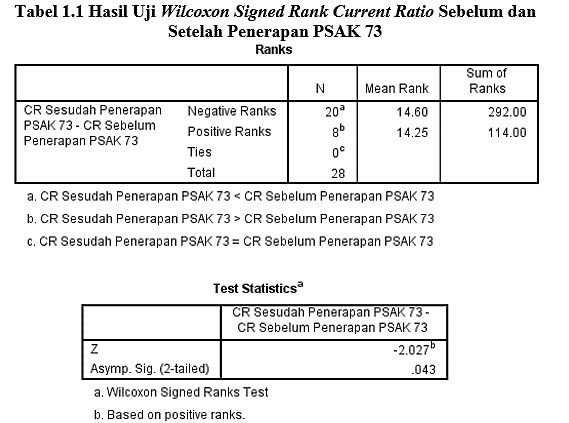 Tabel 1.1 Hasil Uji Wilcoxon Signed Rank Current Ratio Sebelum dan
Setelah Penerapan PSAK 73
Ranks
N Mean Rank Sum of Ranks
CR Sesudah Penerapan PSAK 73 - CR Sebelum Penerapan PSAK 73 Negative Ranks 20a 14.60 292.00
Positive Ranks 8b 14.25 114.00
Ties 0c
Total 28
a. CR Sesudah Penerapan PSAK 73 < CR Sebelum Penerapan PSAK 73
b. CR Sesudah Penerapan PSAK 73 > CR Sebelum Penerapan PSAK 73
c. CR Sesudah Penerapan PSAK 73 = CR Sebelum Penerapan PSAK 73
Test Statisticsa
CR Sesudah Penerapan PSAK 73 -
CR Sebelum Penerapan PSAK 73
Z -2.027b
Asymp. Sig. (2-tailed) .043
a. Wilcoxon Signed Ranks Test
b. Based on positive ranks.